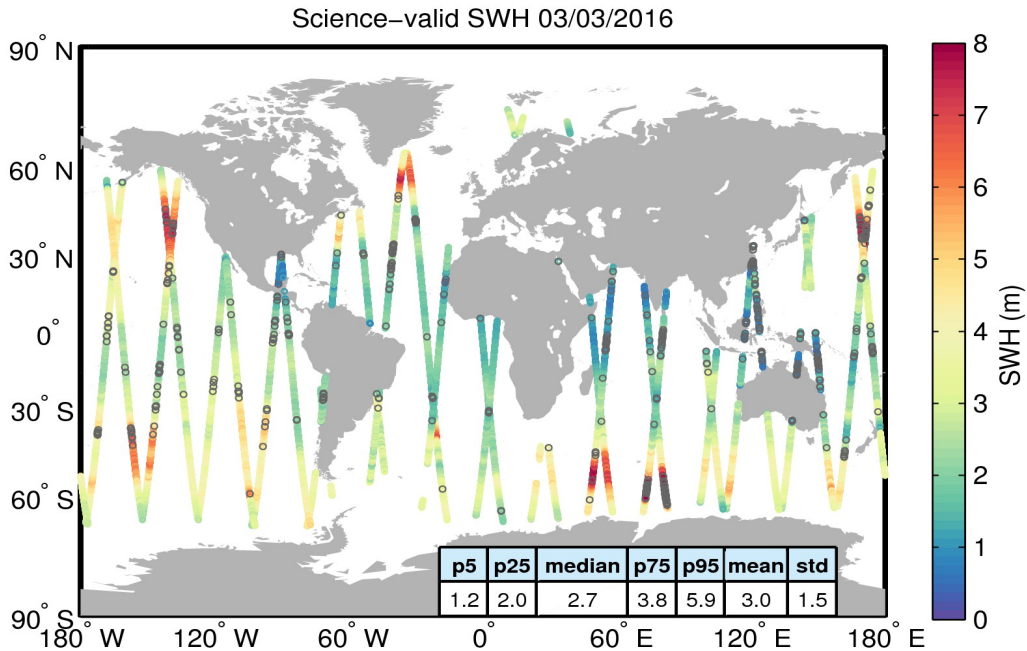 Science−valid SWH 03/03/2016
90° N
60° N
30° N
0°
30° S
60° S
90° S
180° W
120° W
60° W
0°
60° E
120° E
180° E
p5 p25 median p75 p95 mean std
1.2 2.0 2.7 3.8 5.9 3.0 1.5
8
7
6
5
4
3
2
1
0
SWH (m)